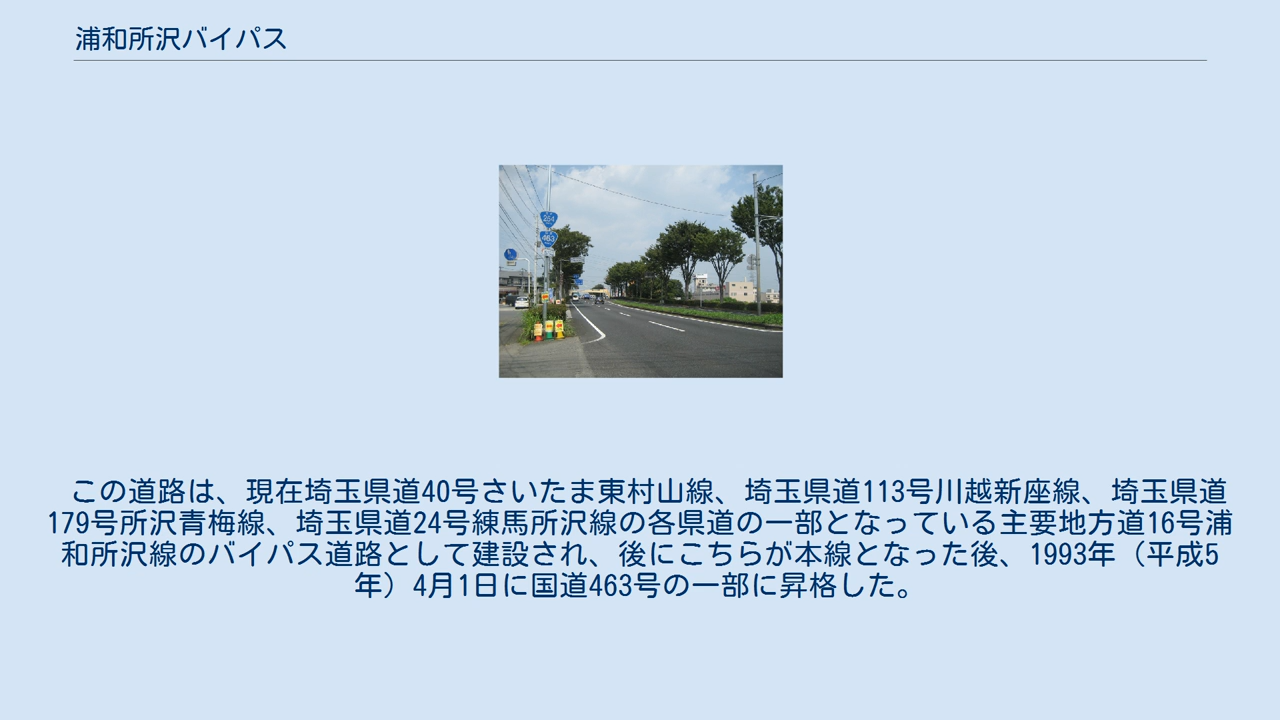 浦和所沢バイパス
254
463
この道路は、現在埼玉県道40号さいたま東村山線、埼玉県道113号川越新座線、埼玉県道
179号所沢青梅線、埼玉県道24号練馬所沢線の各県道の一部となっている主要地方道16号浦
和所沢線のバイパス道路として建設され、後にこちらが本線となった後、1993年（平成5
年）4月1日に国道463号の一部に昇格した。